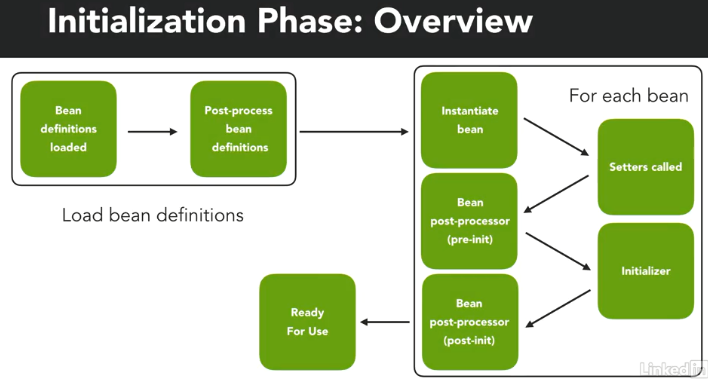 Initialization Phase: Overview
Bean
definitions
loaded
Post-process
bean
definitions
Load bean definitions
For each bean
Instantiate
bean
Setters called
Bean
post-processor
(pre-init)
Initializer
Bean
post-processor
(post-init)
Ready
For Use
Linked in